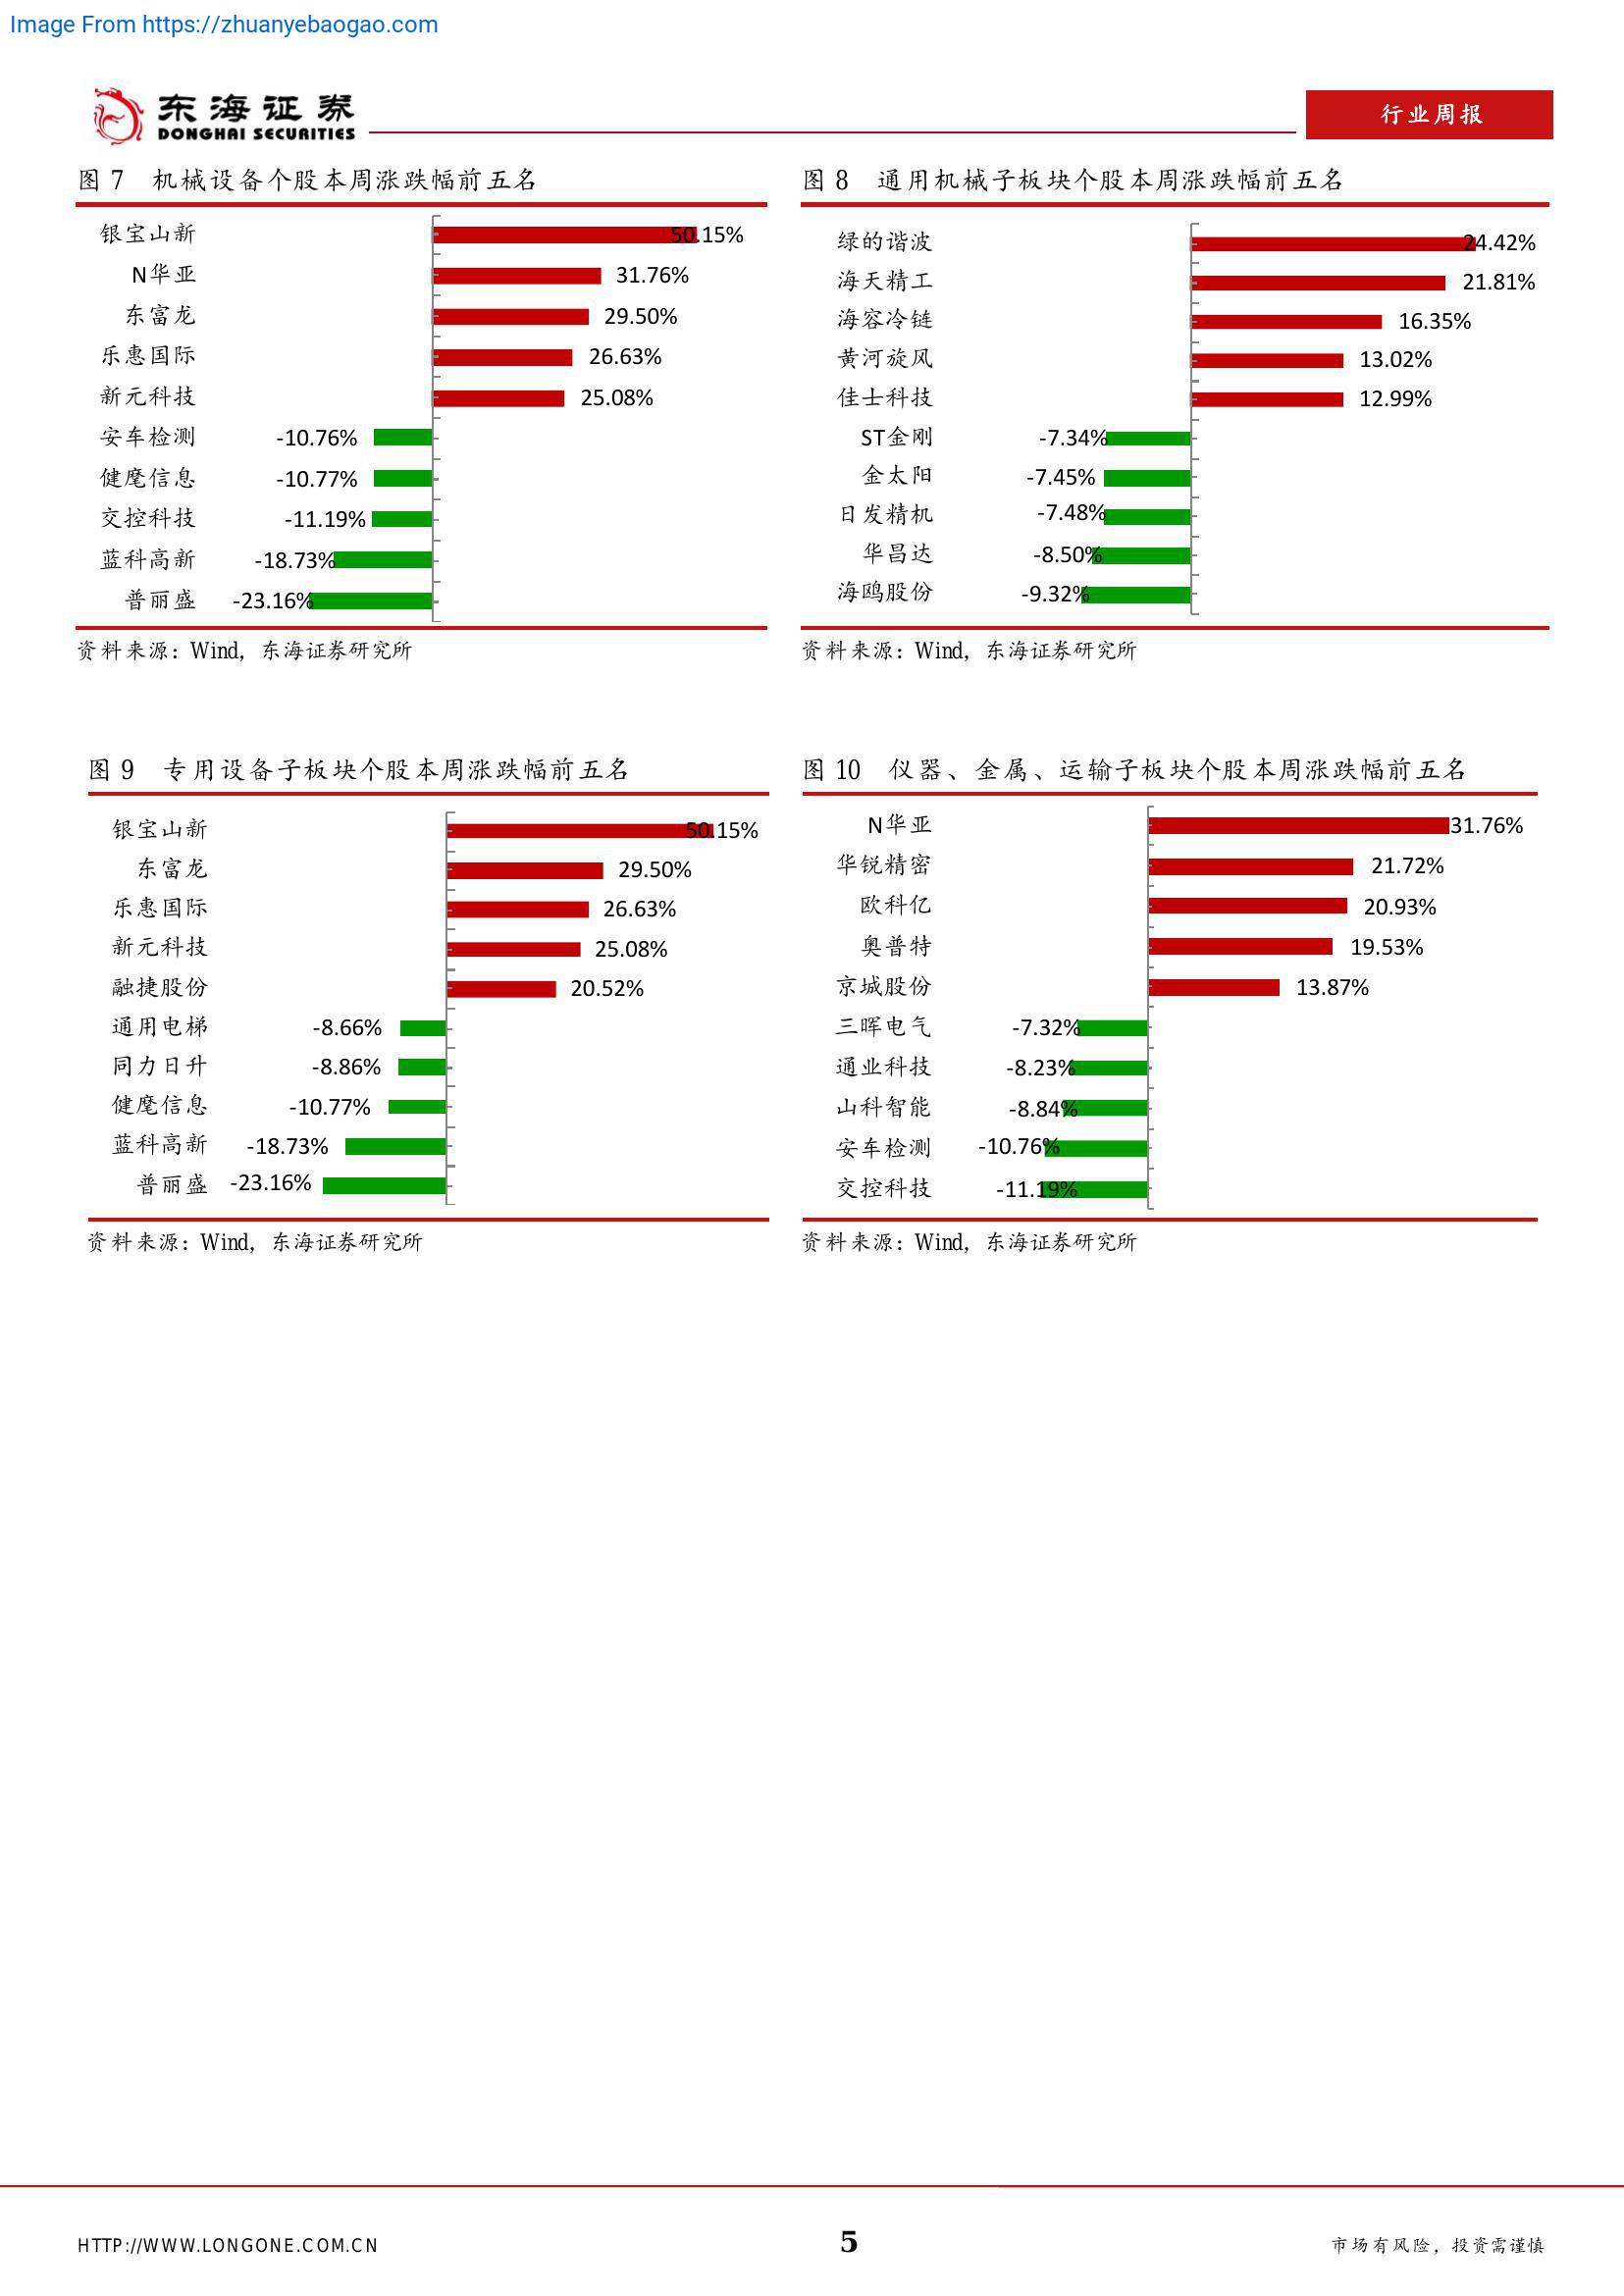 Image From https://zhuanyebaogao.com
东海证券
DONGHAI SECURITIES
行业周报
图 7 机械设备个股本周涨跌幅前五名
银宝山新 50.15%
N华亚 31.76%
东富龙 29.50%
乐惠国际 26.63%
新元科技 25.08%
安车检测 -10.76%
健麾信息 -10.77%
交控科技 -11.19%
蓝科高新 -18.73%
普丽盛 -23.16%
资料来源：Wind，东海证券研究所
图 8 通用机械子板块个股本周涨跌幅前五名
绿的谐波 24.42%
海天精工 21.81%
海容冷链 16.35%
黄河旋风 13.02%
佳士科技 12.99%
ST金刚 -7.34%
金太阳 -7.45%
日发精机 -7.48%
华昌达 -8.50%
海鸥股份 -9.32%
资料来源：Wind，东海证券研究所
图 9 专用设备子板块个股本周涨跌幅前五名
银宝山新 50.15%
东富龙 29.50%
乐惠国际 26.63%
新元科技 25.08%
融捷股份 20.52%
通用电梯 -8.66%
同力日升 -8.86%
健麾信息 -10.77%
蓝科高新 -18.73%
普丽盛 -23.16%
资料来源：Wind，东海证券研究所
图 10 仪器、金属、运输子板块个股本周涨跌幅前五名
N华亚 31.76%
华锐精密 21.72%
欧科亿 20.93%
奥普特 19.53%
京城股份 13.87%
三晖电气 -7.32%
通业科技 -8.23%
山科智能 -8.84%
安车检测 -10.76%
交控科技 -11.19%
资料来源：Wind，东海证券研究所
HTTP://WWW.LONGONE.COM.CN
5
市场有风险，投资需谨慎